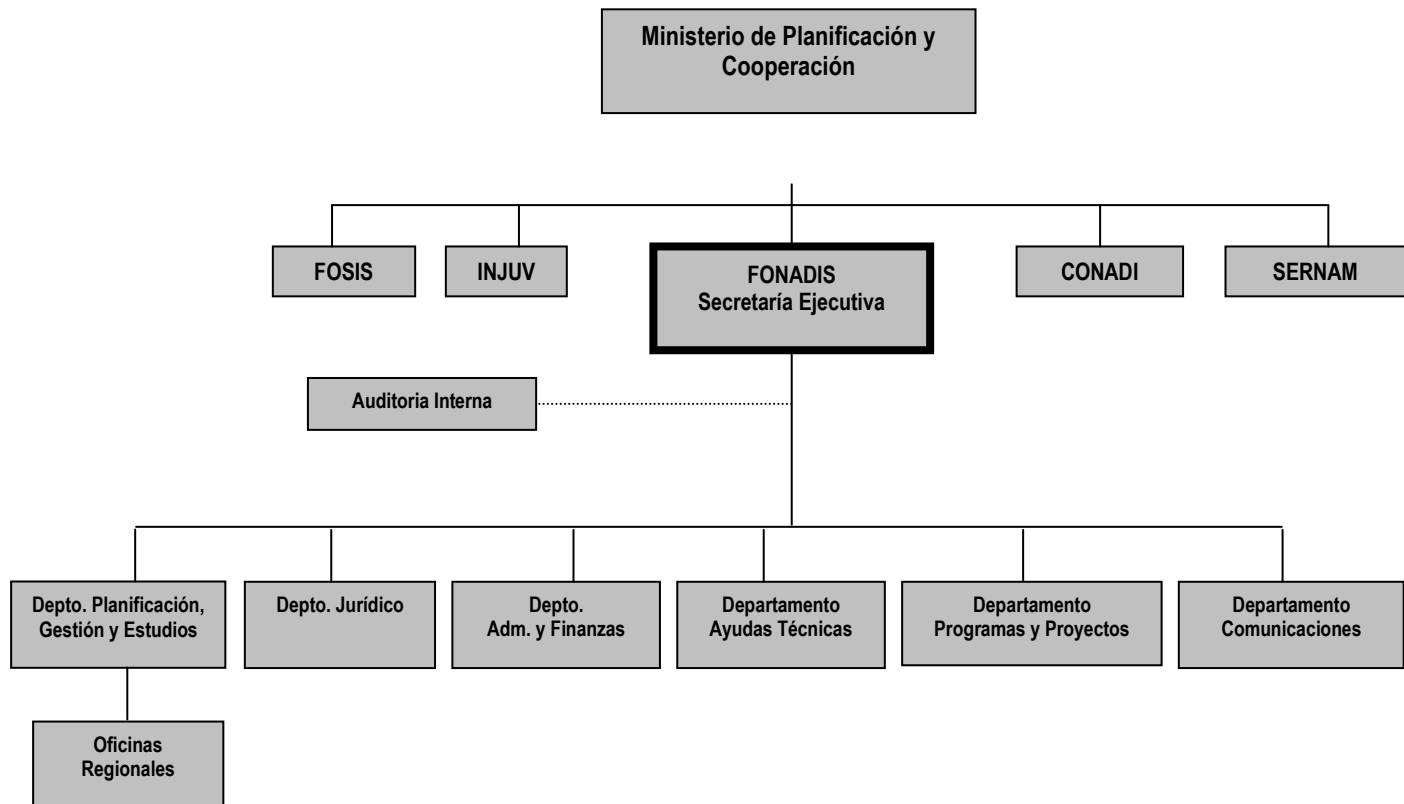 Ministerio de Planificación y
Cooperación
FOSIS
INJUV
FONADIS
Secretaría Ejecutiva
CONADI
SERNAM
Auditoria Interna
Depto. Planificación,
Gestión y Estudios
Depto. Jurídico
Depto.
Adm. y Finanzas
Departamento
Ayudas Técnicas
Departamento
Programas y Proyectos
Departamento
Comunicaciones
Oficinas
Regionales